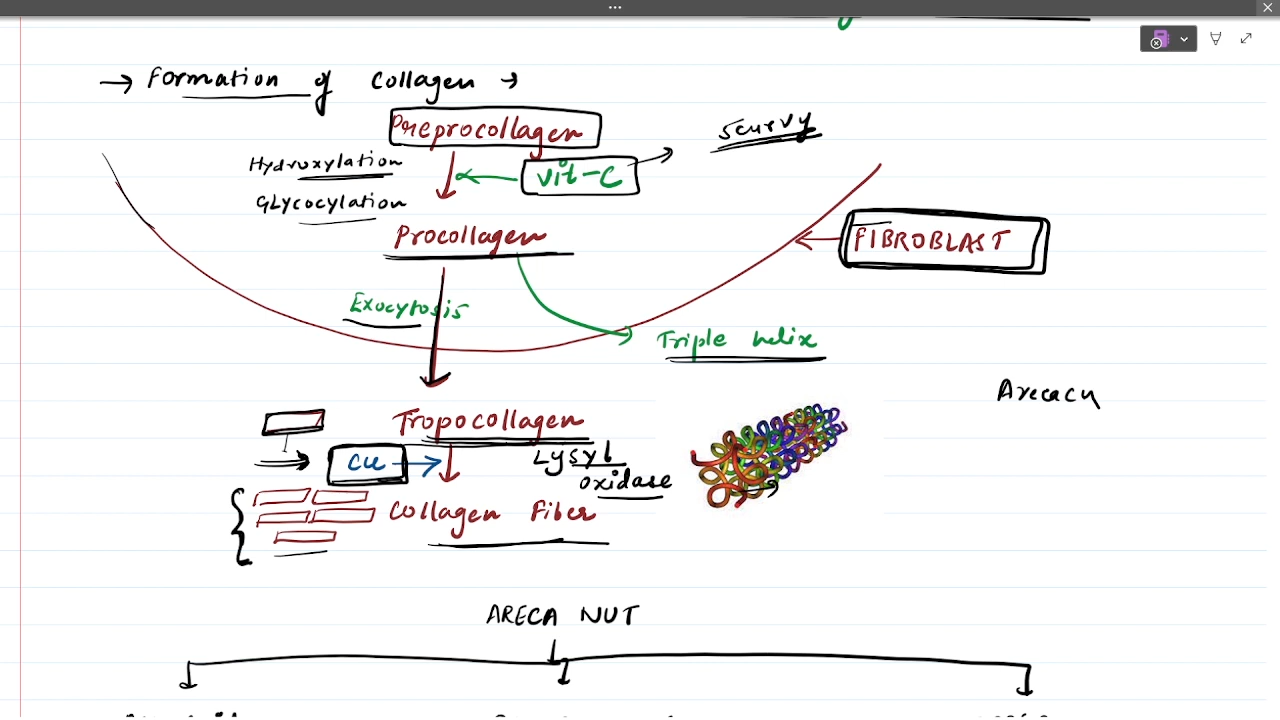 → Formation of Collagen →
Preprocollagen
scurvy
Hydroxylation
Vit-C
GLycocylation
Procollagen
FIBROBLAST
Exocytosis
Triple helix
Arecacu
Tropocollagen
Cu
Lysyl
oxidase
Collagen Fiber
ARECA NUT